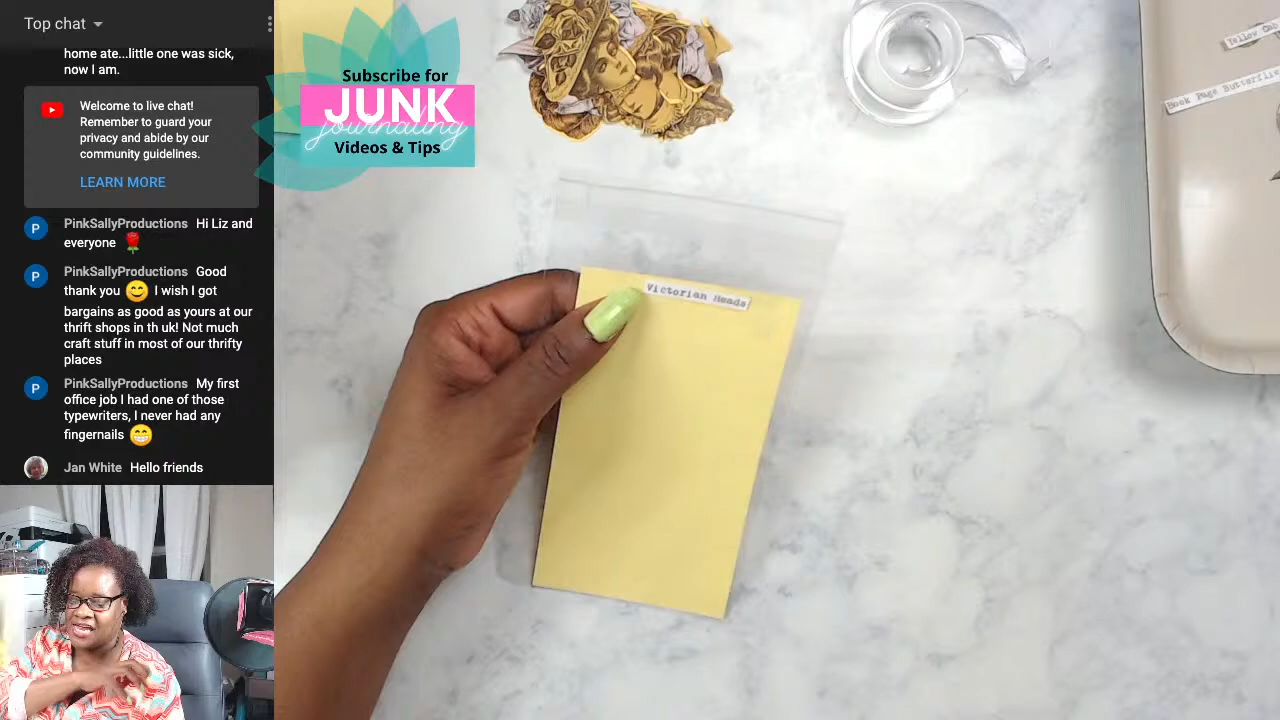 Top chat
home ate...little one was sick,
now I am.
Welcome to live chat!
Remember to guard your
privacy and abide by our
community guidelines.
LEARN MORE
PinkSallyProductions Hi Liz and
everyone 🌹
PinkSallyProductions Good
thank you 😊 I wish I got
bargains as good as yours at our
thrift shops in th uk! Not much
craft stuff in most of our thrifty
places
PinkSallyProductions My first
office job I had one of those
typewriters, I never had any
fingernails 😁
Jan White Hello friends
P
P
P
Subscribe for
JUNK
journaling
Videos & Tips
Victorian Heads
Yellow
Book Page Butterflie